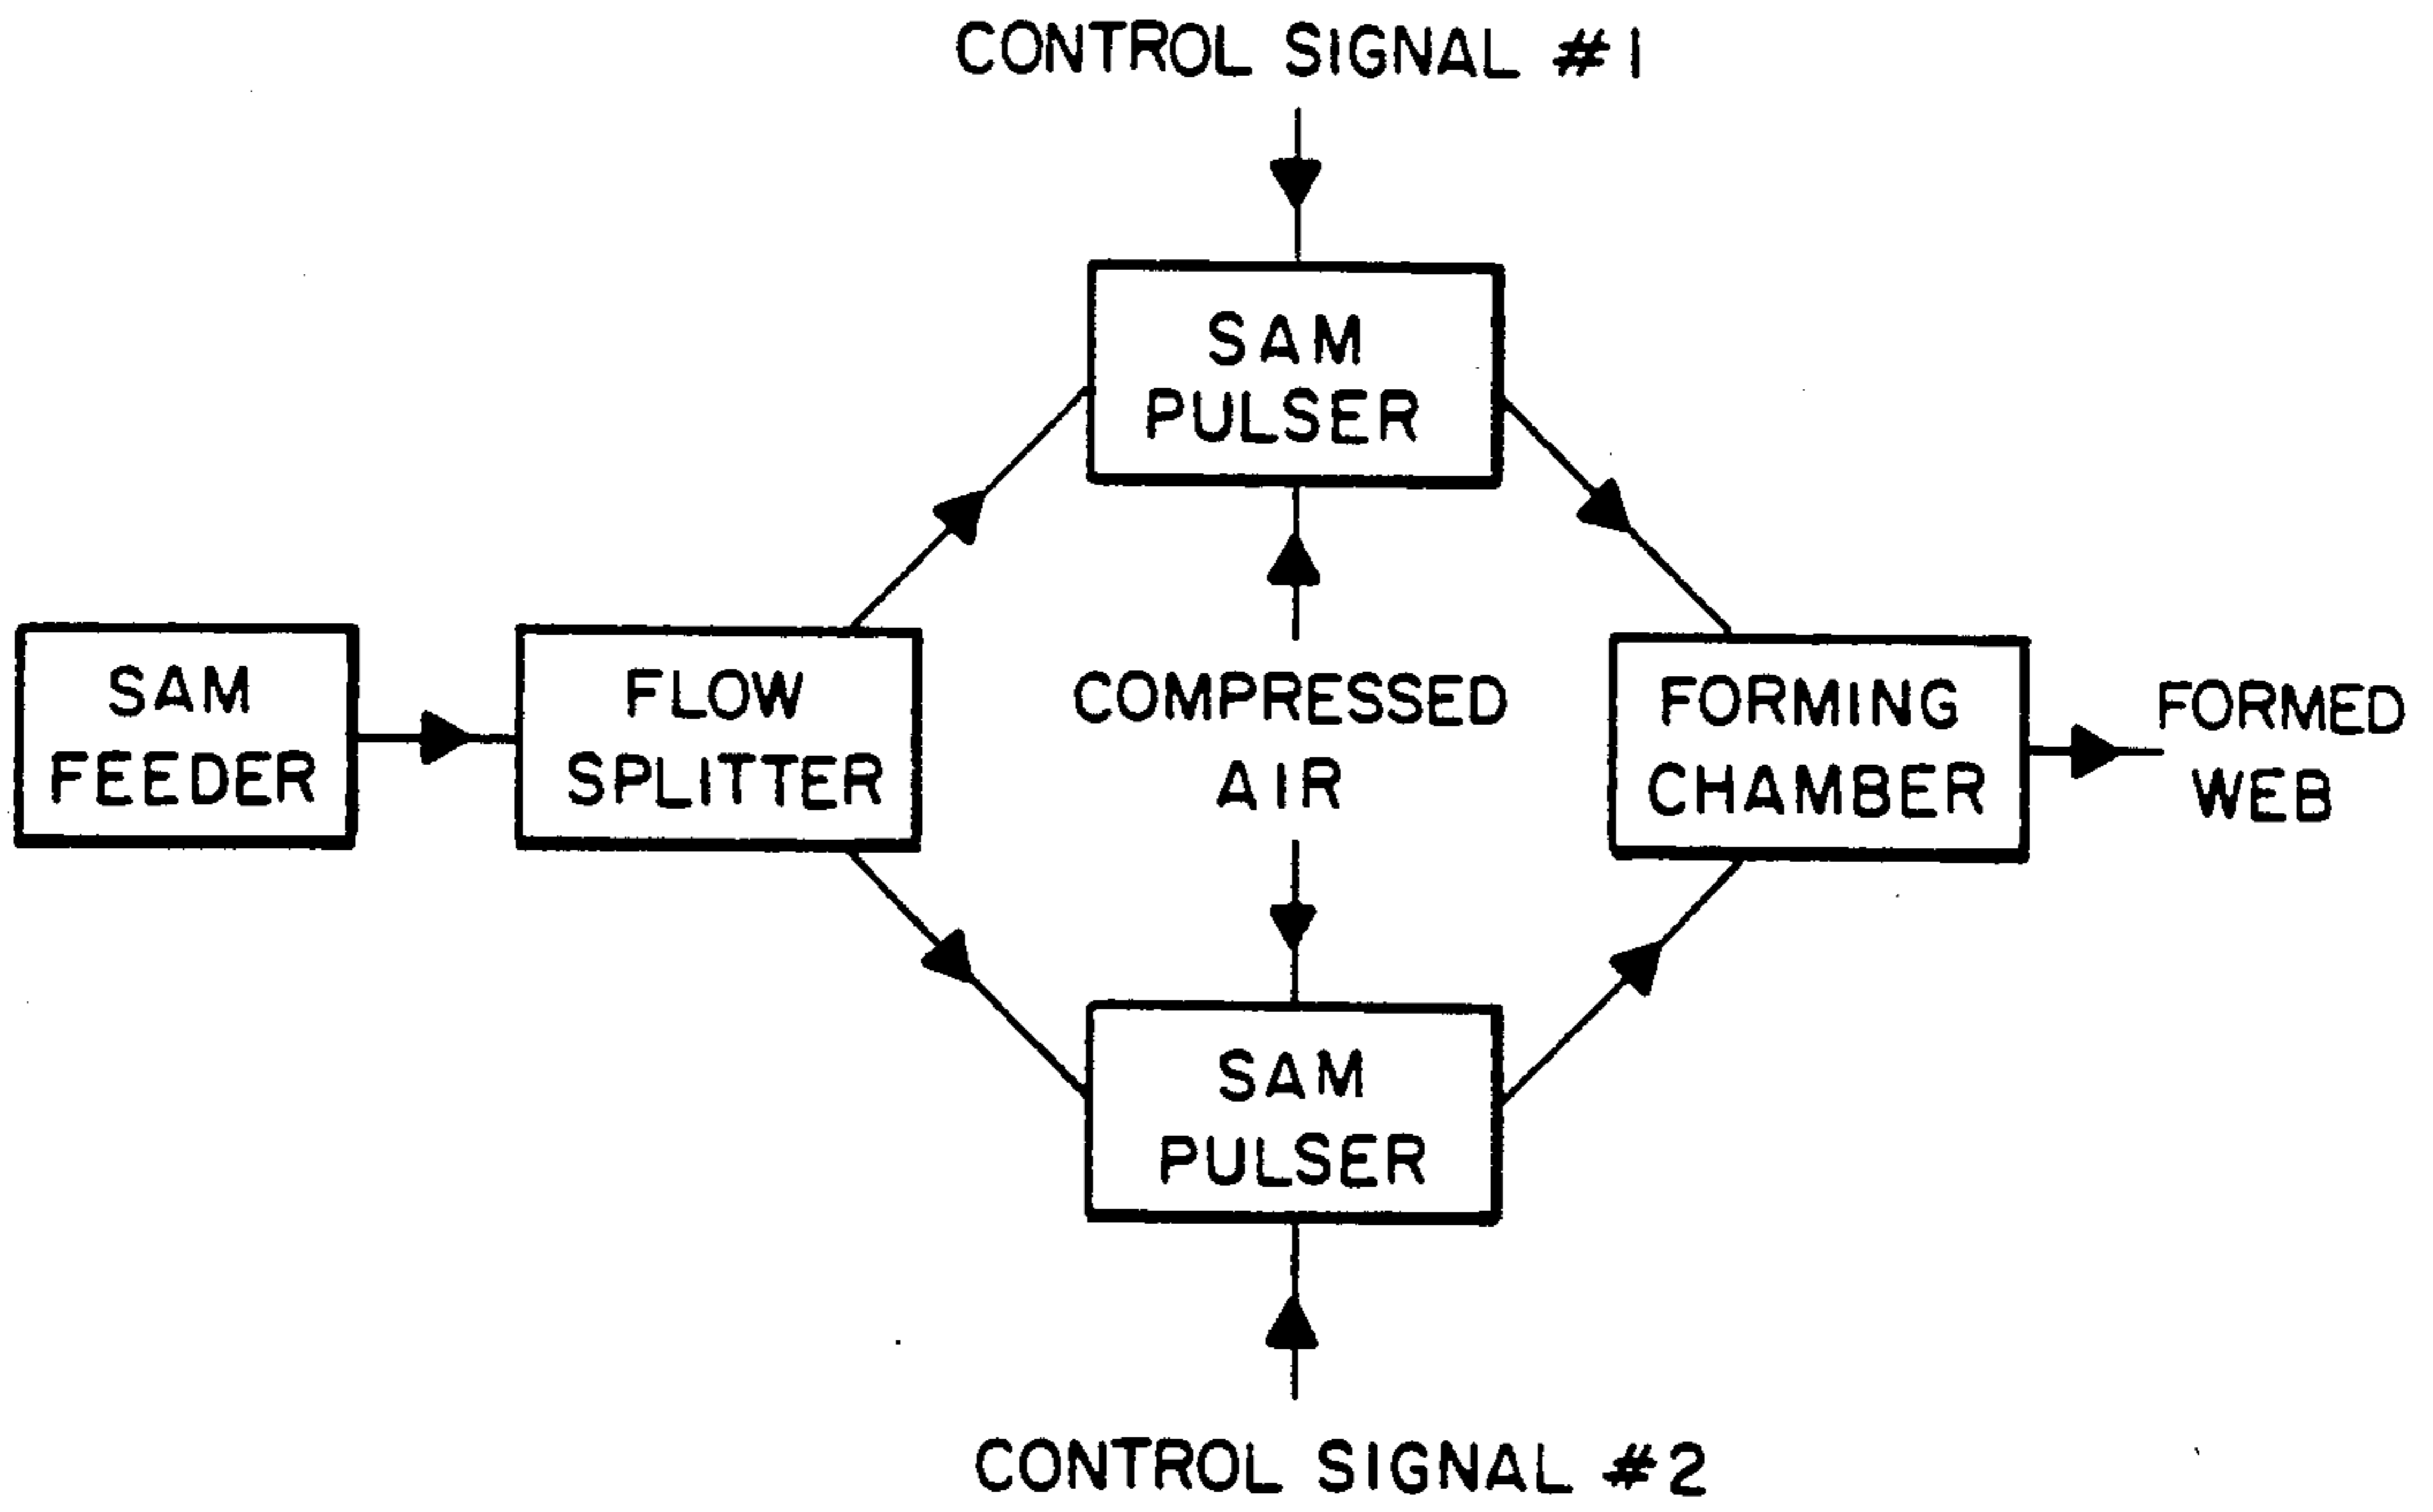 CONTROL SIGNAL #1
SAM
PULSER
SAM
FEEDER
FLOW
SPLITTER
COMPRESSED
AIR
FORMING
CHAMBER
FORMED
WEB
SAM
PULSER
CONTROL SIGNAL #2